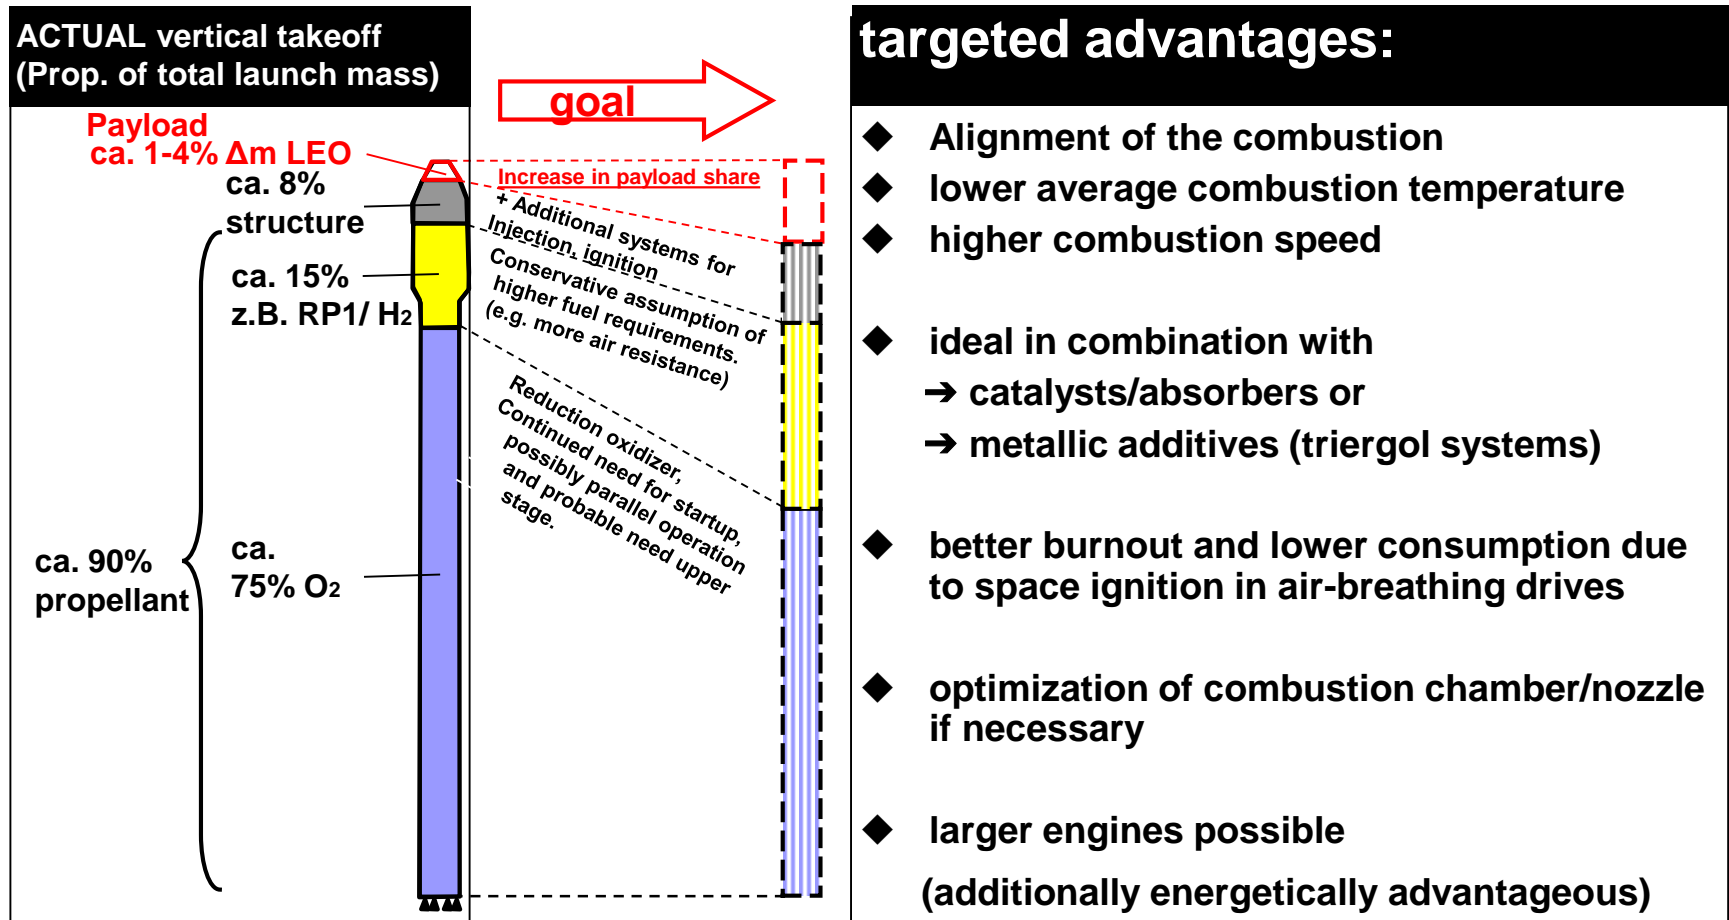 ACTUAL vertical takeoff
(Prop. of total launch mass)
Payload
ca. 1-4% Δm LEO
ca. 8%
structure
ca. 15%
z.B. RP1/ H2
ca. 90%
propellant
ca.
75% O2
goal
Increase in payload share
+ Additional systems for
Injection, ignition
Conservative assumption of
higher fuel requirements.
(e.g. more air resistance)
Reduction oxidizer,
Continued need for startup,
possibly parallel operation
and probable need upper
stage.
targeted advantages:
◆ Alignment of the combustion
◆ lower average combustion temperature
◆ higher combustion speed
◆ ideal in combination with
➔ catalysts/absorbers or
➔ metallic additives (triergol systems)
◆ better burnout and lower consumption due
to space ignition in air-breathing drives
◆ optimization of combustion chamber/nozzle
if necessary
◆ larger engines possible
(additionally energetically advantageous)